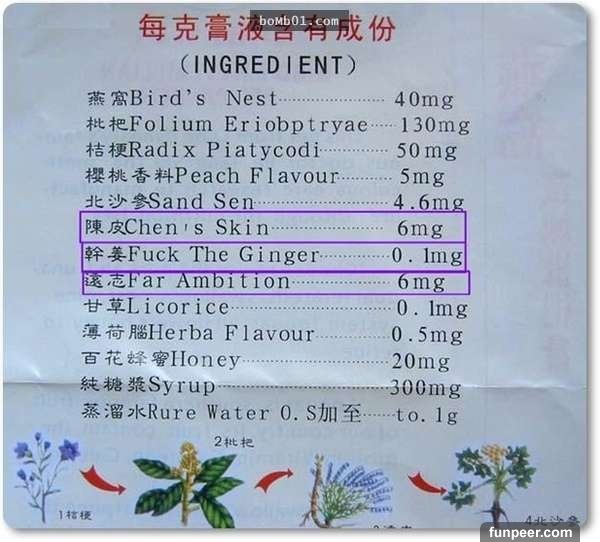 boMb01.com
每克膏液含有成份
(INGREDIENT)
燕窩Bird's Nest 40mg
枇杷Folium Eriobptryae 130mg
桔梗Radix Piatycodi 50mg
櫻桃香料Peach Flavour 5mg
北沙參Sand Sen 4.6mg
陳皮Chen's Skin 6mg
幹姜Fuck The Ginger 0.1mg
遠志Far Ambition 6mg
甘草Licorice 0.1mg
薄荷腦Herba Flavour 0.5mg
百花蜂蜜Honey 20mg
純糖漿Syrup 300mg
蒸溜水Rure Water O.S加至 to.1g
2枇杷
1桔梗
4北沙參
funpeer.com